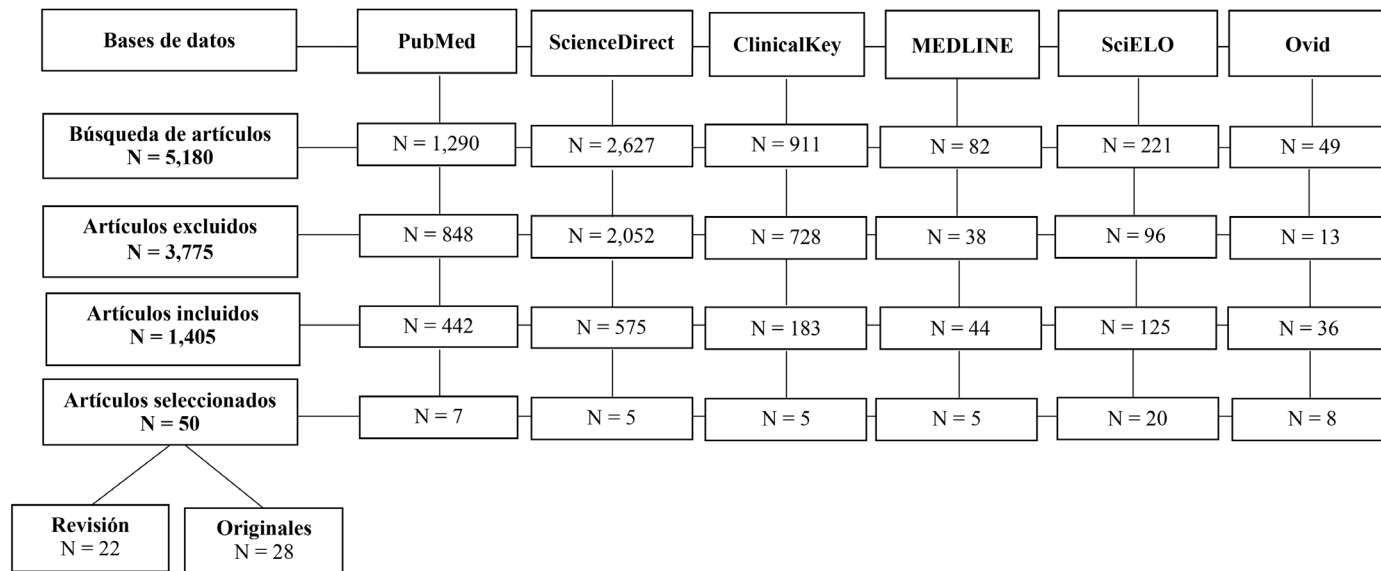 Bases de datos
PubMed
ScienceDirect
ClinicalKey
MEDLINE
SciELO
Ovid
Búsqueda de artículos
N = 5,180
N = 1,290
N = 2,627
N = 911
N = 82
N = 221
N = 49
Artículos excluidos
N = 3,775
N = 848
N = 2,052
N = 728
N = 38
N = 96
N = 13
Artículos incluidos
N = 1,405
N = 442
N = 575
N = 183
N = 44
N = 125
N = 36
Artículos seleccionados
N = 50
N = 7
N = 5
N = 5
N = 5
N = 20
N = 8
Revisión
N = 22
Originales
N = 28